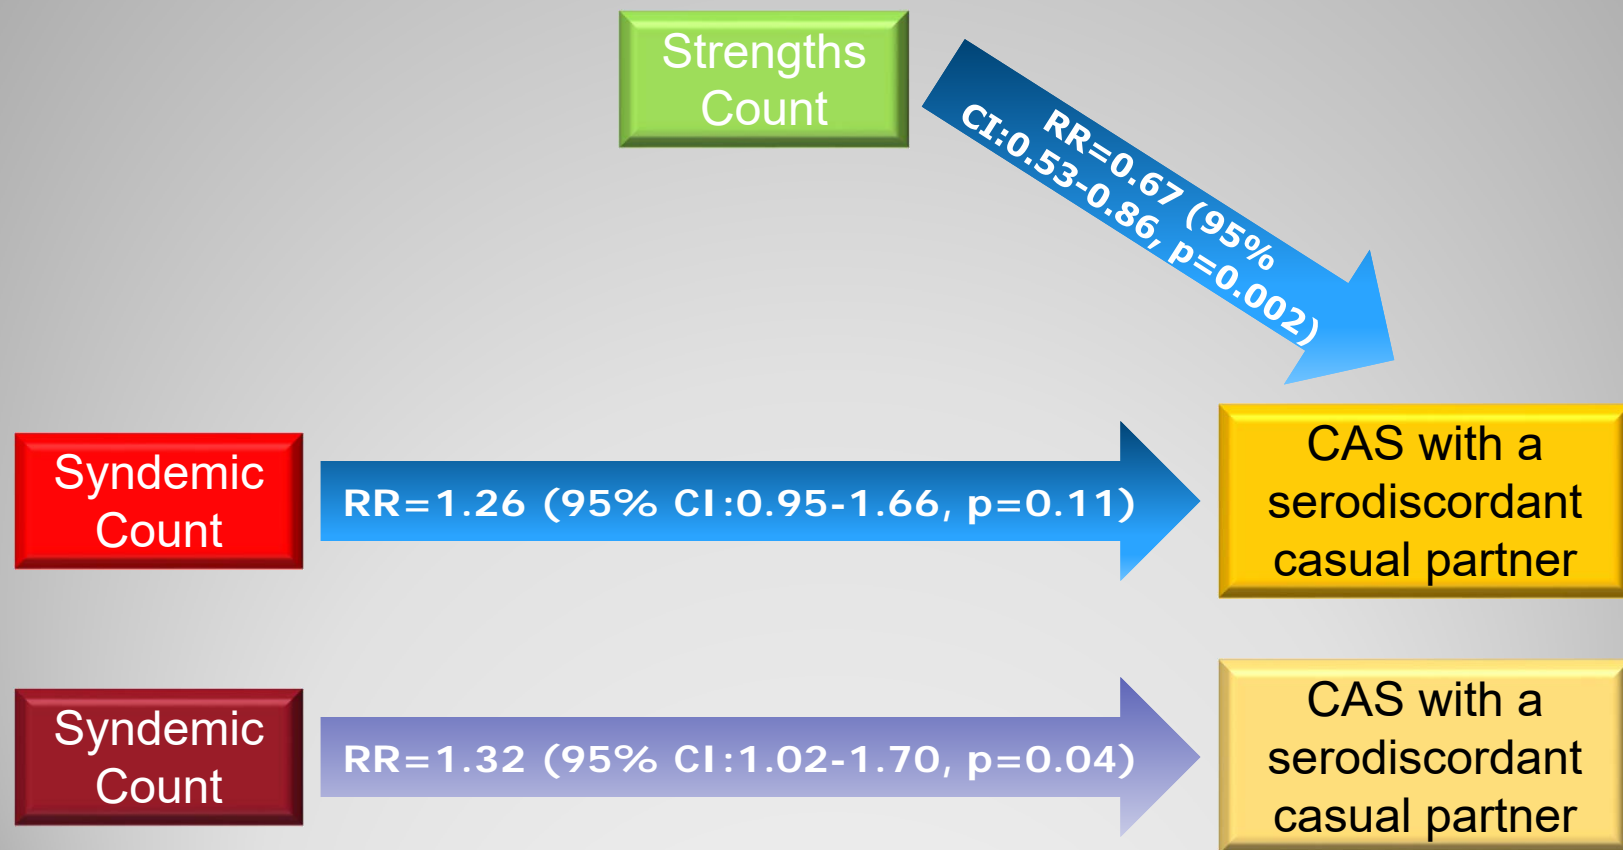 Strengths
Count
RR=0.67 (95%
CI:0.53-0.86, p=0.002)
Syndemic
Count
RR=1.26 (95% CI:0.95-1.66, p=0.11)
CAS with a
serodiscordant
casual partner
Syndemic
Count
RR=1.32 (95% CI:1.02-1.70, p=0.04)
CAS with a
serodiscordant
casual partner